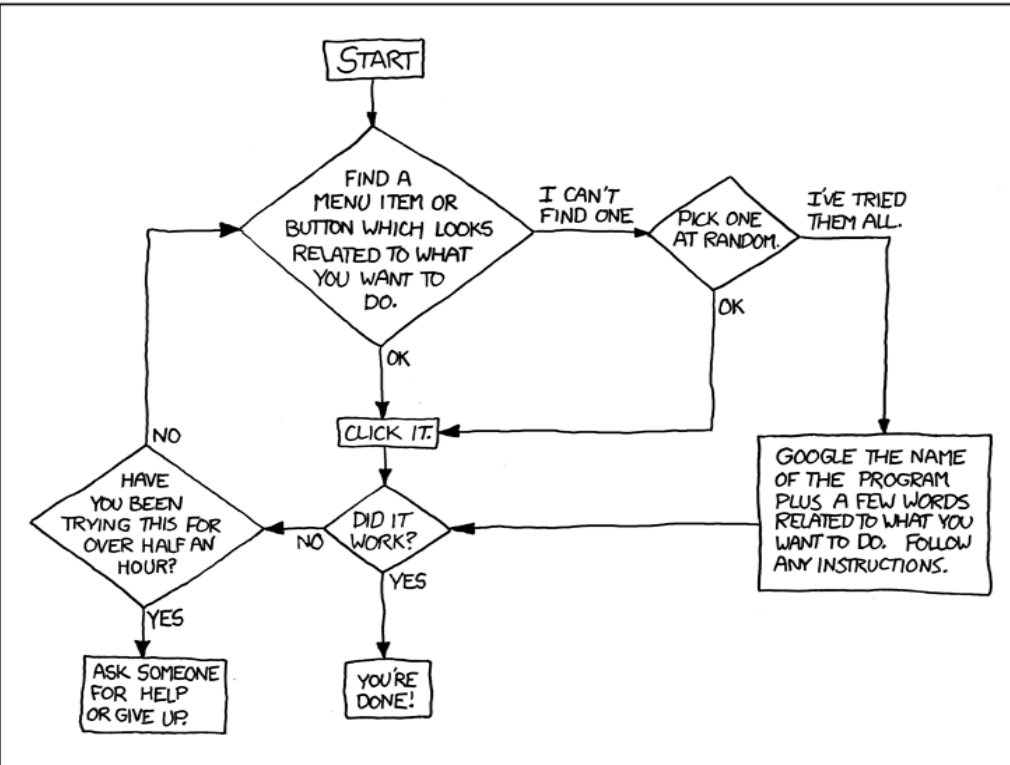 START
FIND A
MENU ITEM OR
BUTTON WHICH LOOKS
RELATED TO WHAT
YOU WANT TO
DO.
I CAN'T
FIND ONE
PICK ONE
AT RANDOM.
I'VE TRIED
THEM ALL.
OK
OK
CLICK IT.
NO
HAVE
YOU BEEN
TRYING THIS FOR
OVER HALF AN
HOUR?
NO
DID IT
WORK?
GOOGLE THE NAME
OF THE PROGRAM
PLUS A FEW WORDS
RELATED TO WHAT YOU
WANT TO DO. FOLLOW
ANY INSTRUCTIONS.
YES
YES
ASK SOMEONE
FOR HELP
OR GIVE UP.
YOU'RE
DONE!